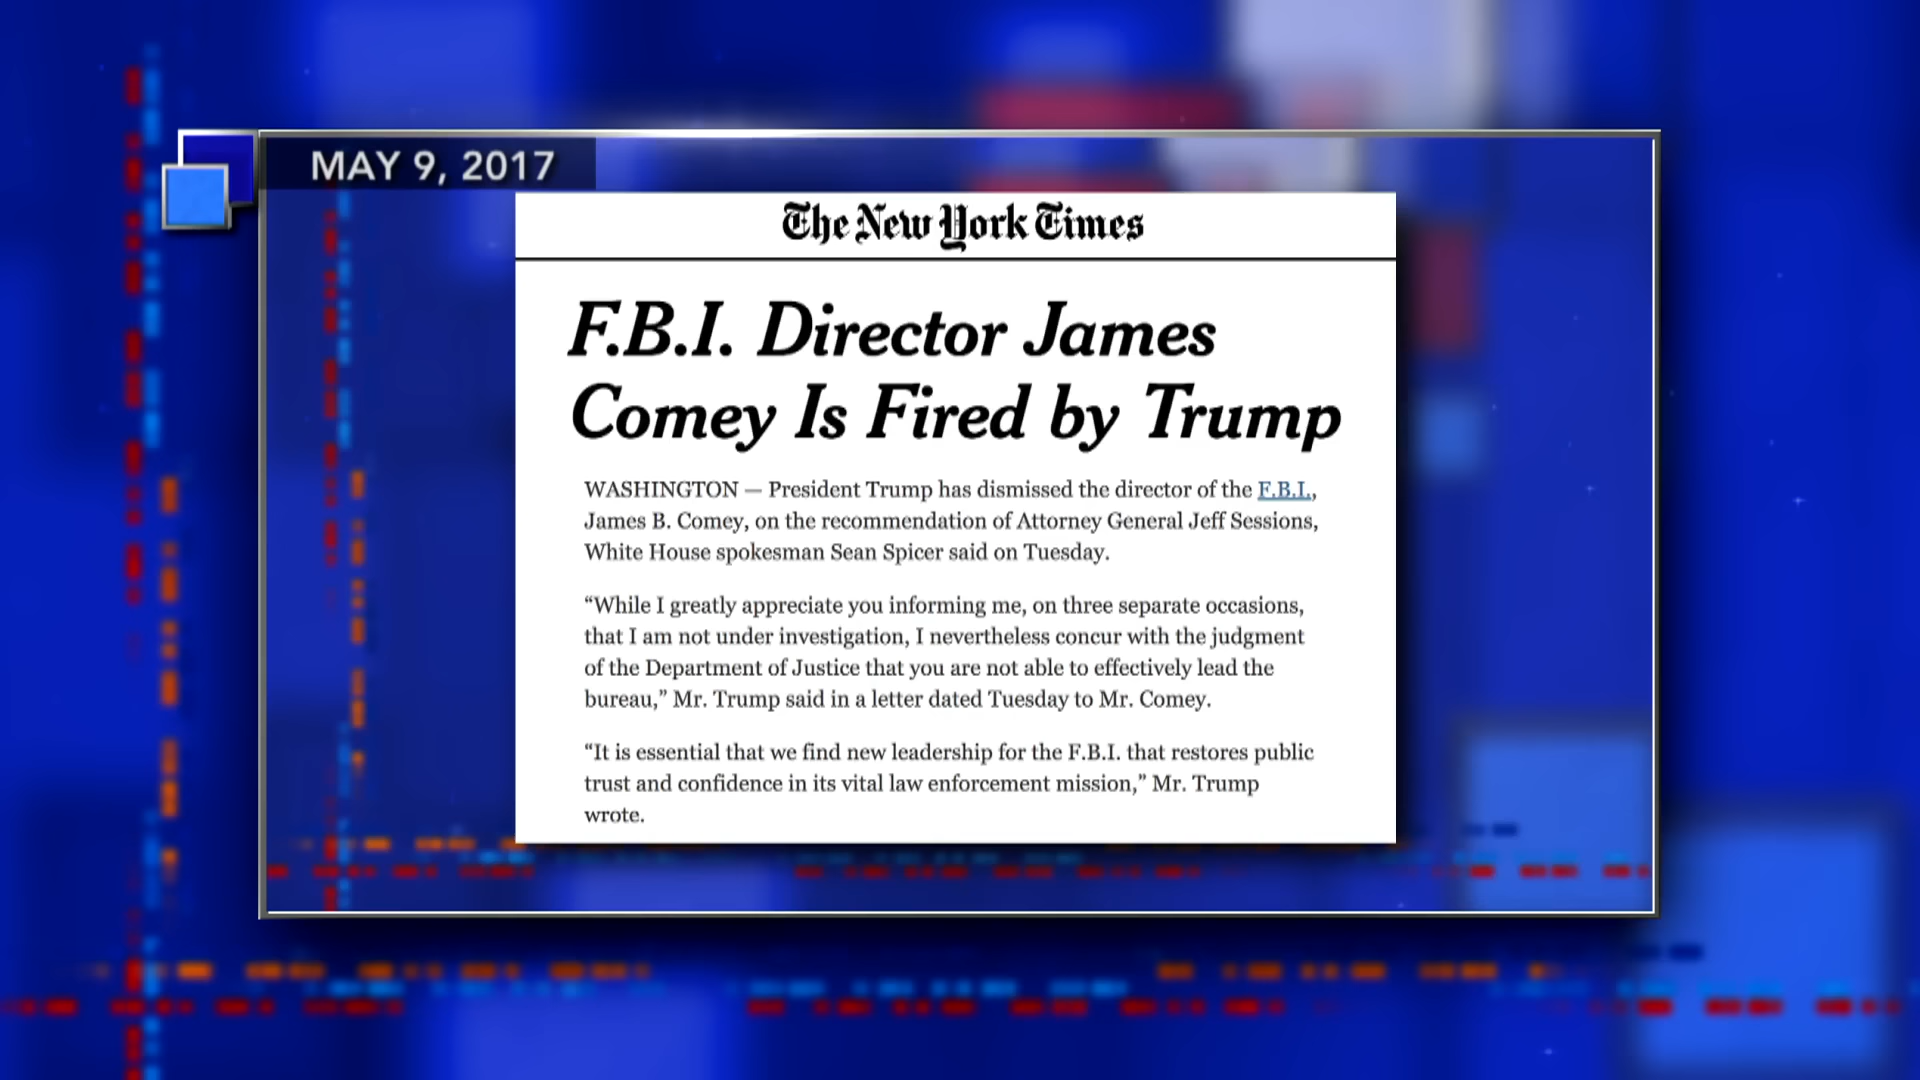 MAY 9, 2017
The New York Times
F.B.I. Director James
Comey Is Fired by Trump
WASHINGTON — President Trump has dismissed the director of the F.B.I.,
James B. Comey, on the recommendation of Attorney General Jeff Sessions,
White House spokesman Sean Spicer said on Tuesday.
“While I greatly appreciate you informing me, on three separate occasions,
that I am not under investigation, I nevertheless concur with the judgment
of the Department of Justice that you are not able to effectively lead the
bureau,” Mr. Trump said in a letter dated Tuesday to Mr. Comey.
“It is essential that we find new leadership for the F.B.I. that restores public
trust and confidence in its vital law enforcement mission,” Mr. Trump
wrote.